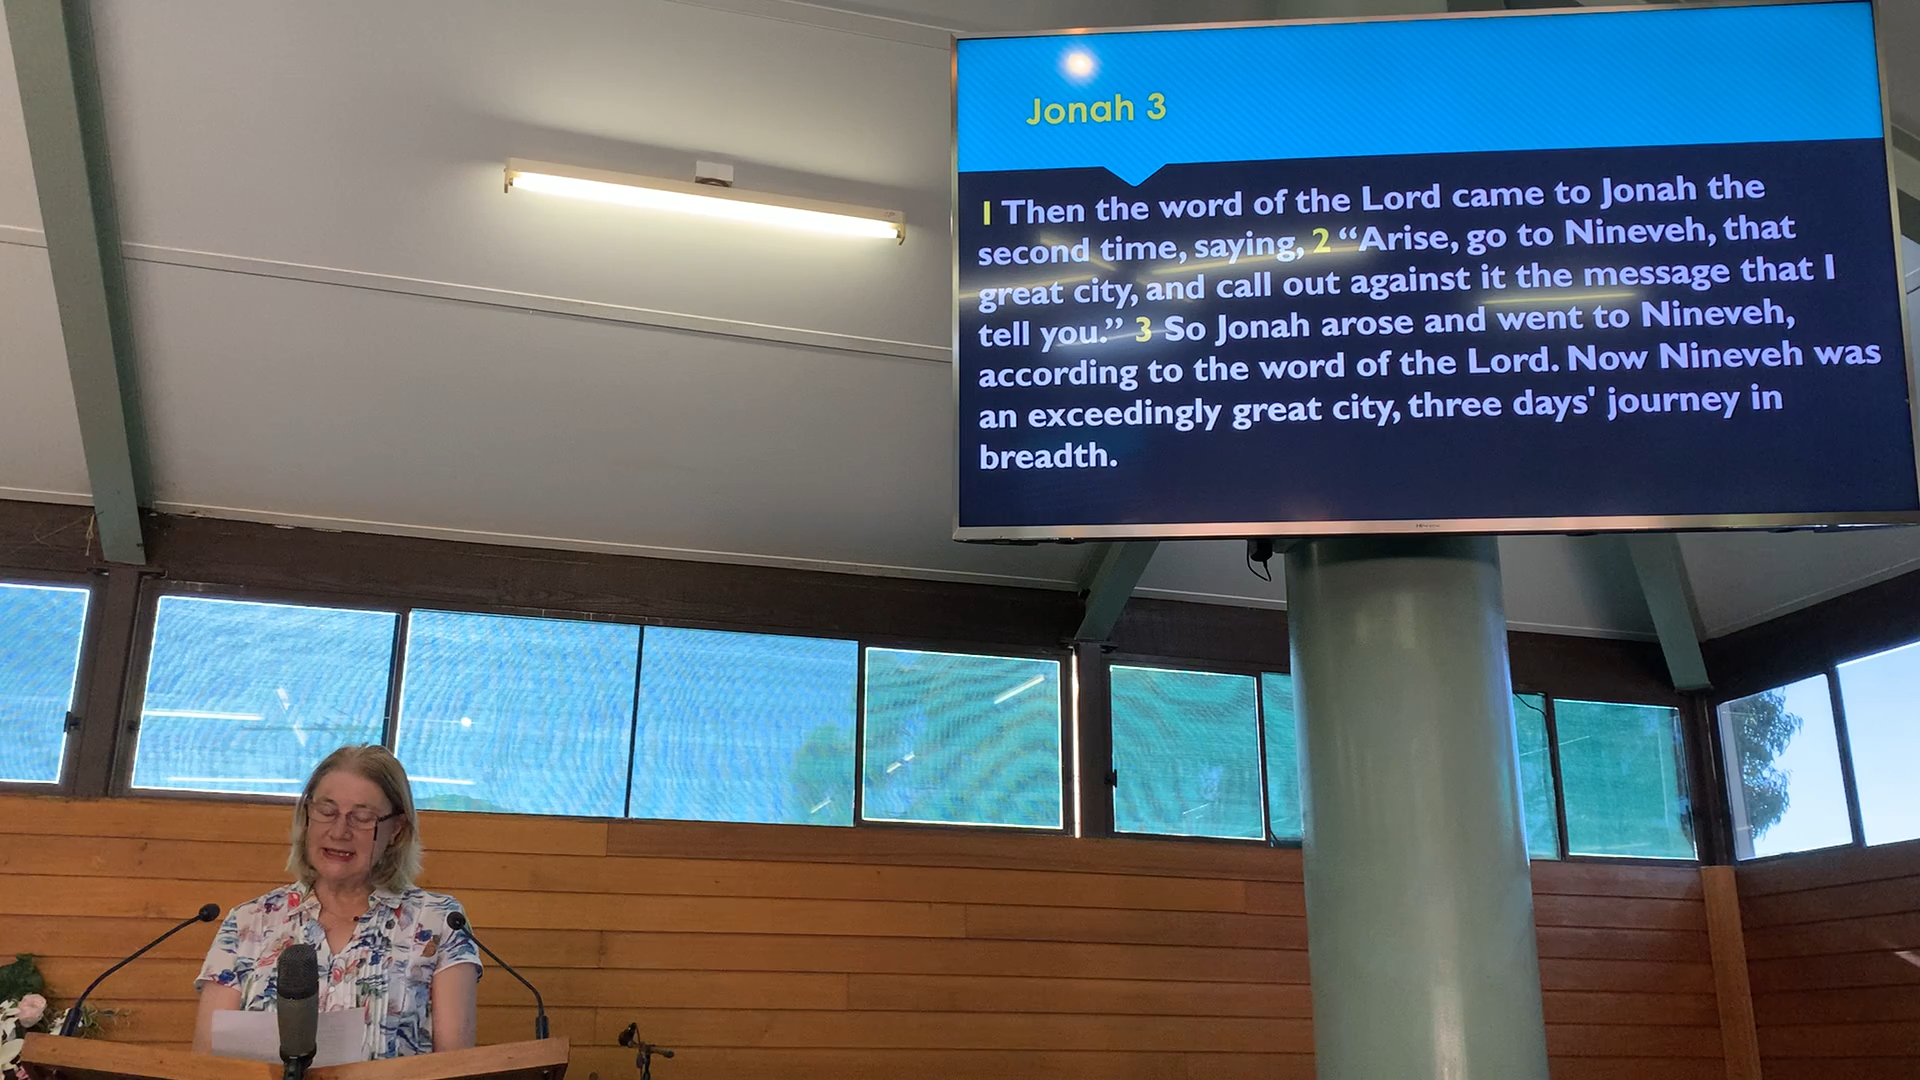 Jonah 3
1 Then the word of the Lord came to Jonah the
second time, saying, 2 “Arise, go to Nineveh, that
great city, and call out against it the message that I
tell you.” 3 So Jonah arose and went to Nineveh,
according to the word of the Lord. Now Nineveh was
an exceedingly great city, three days' journey in
breadth.